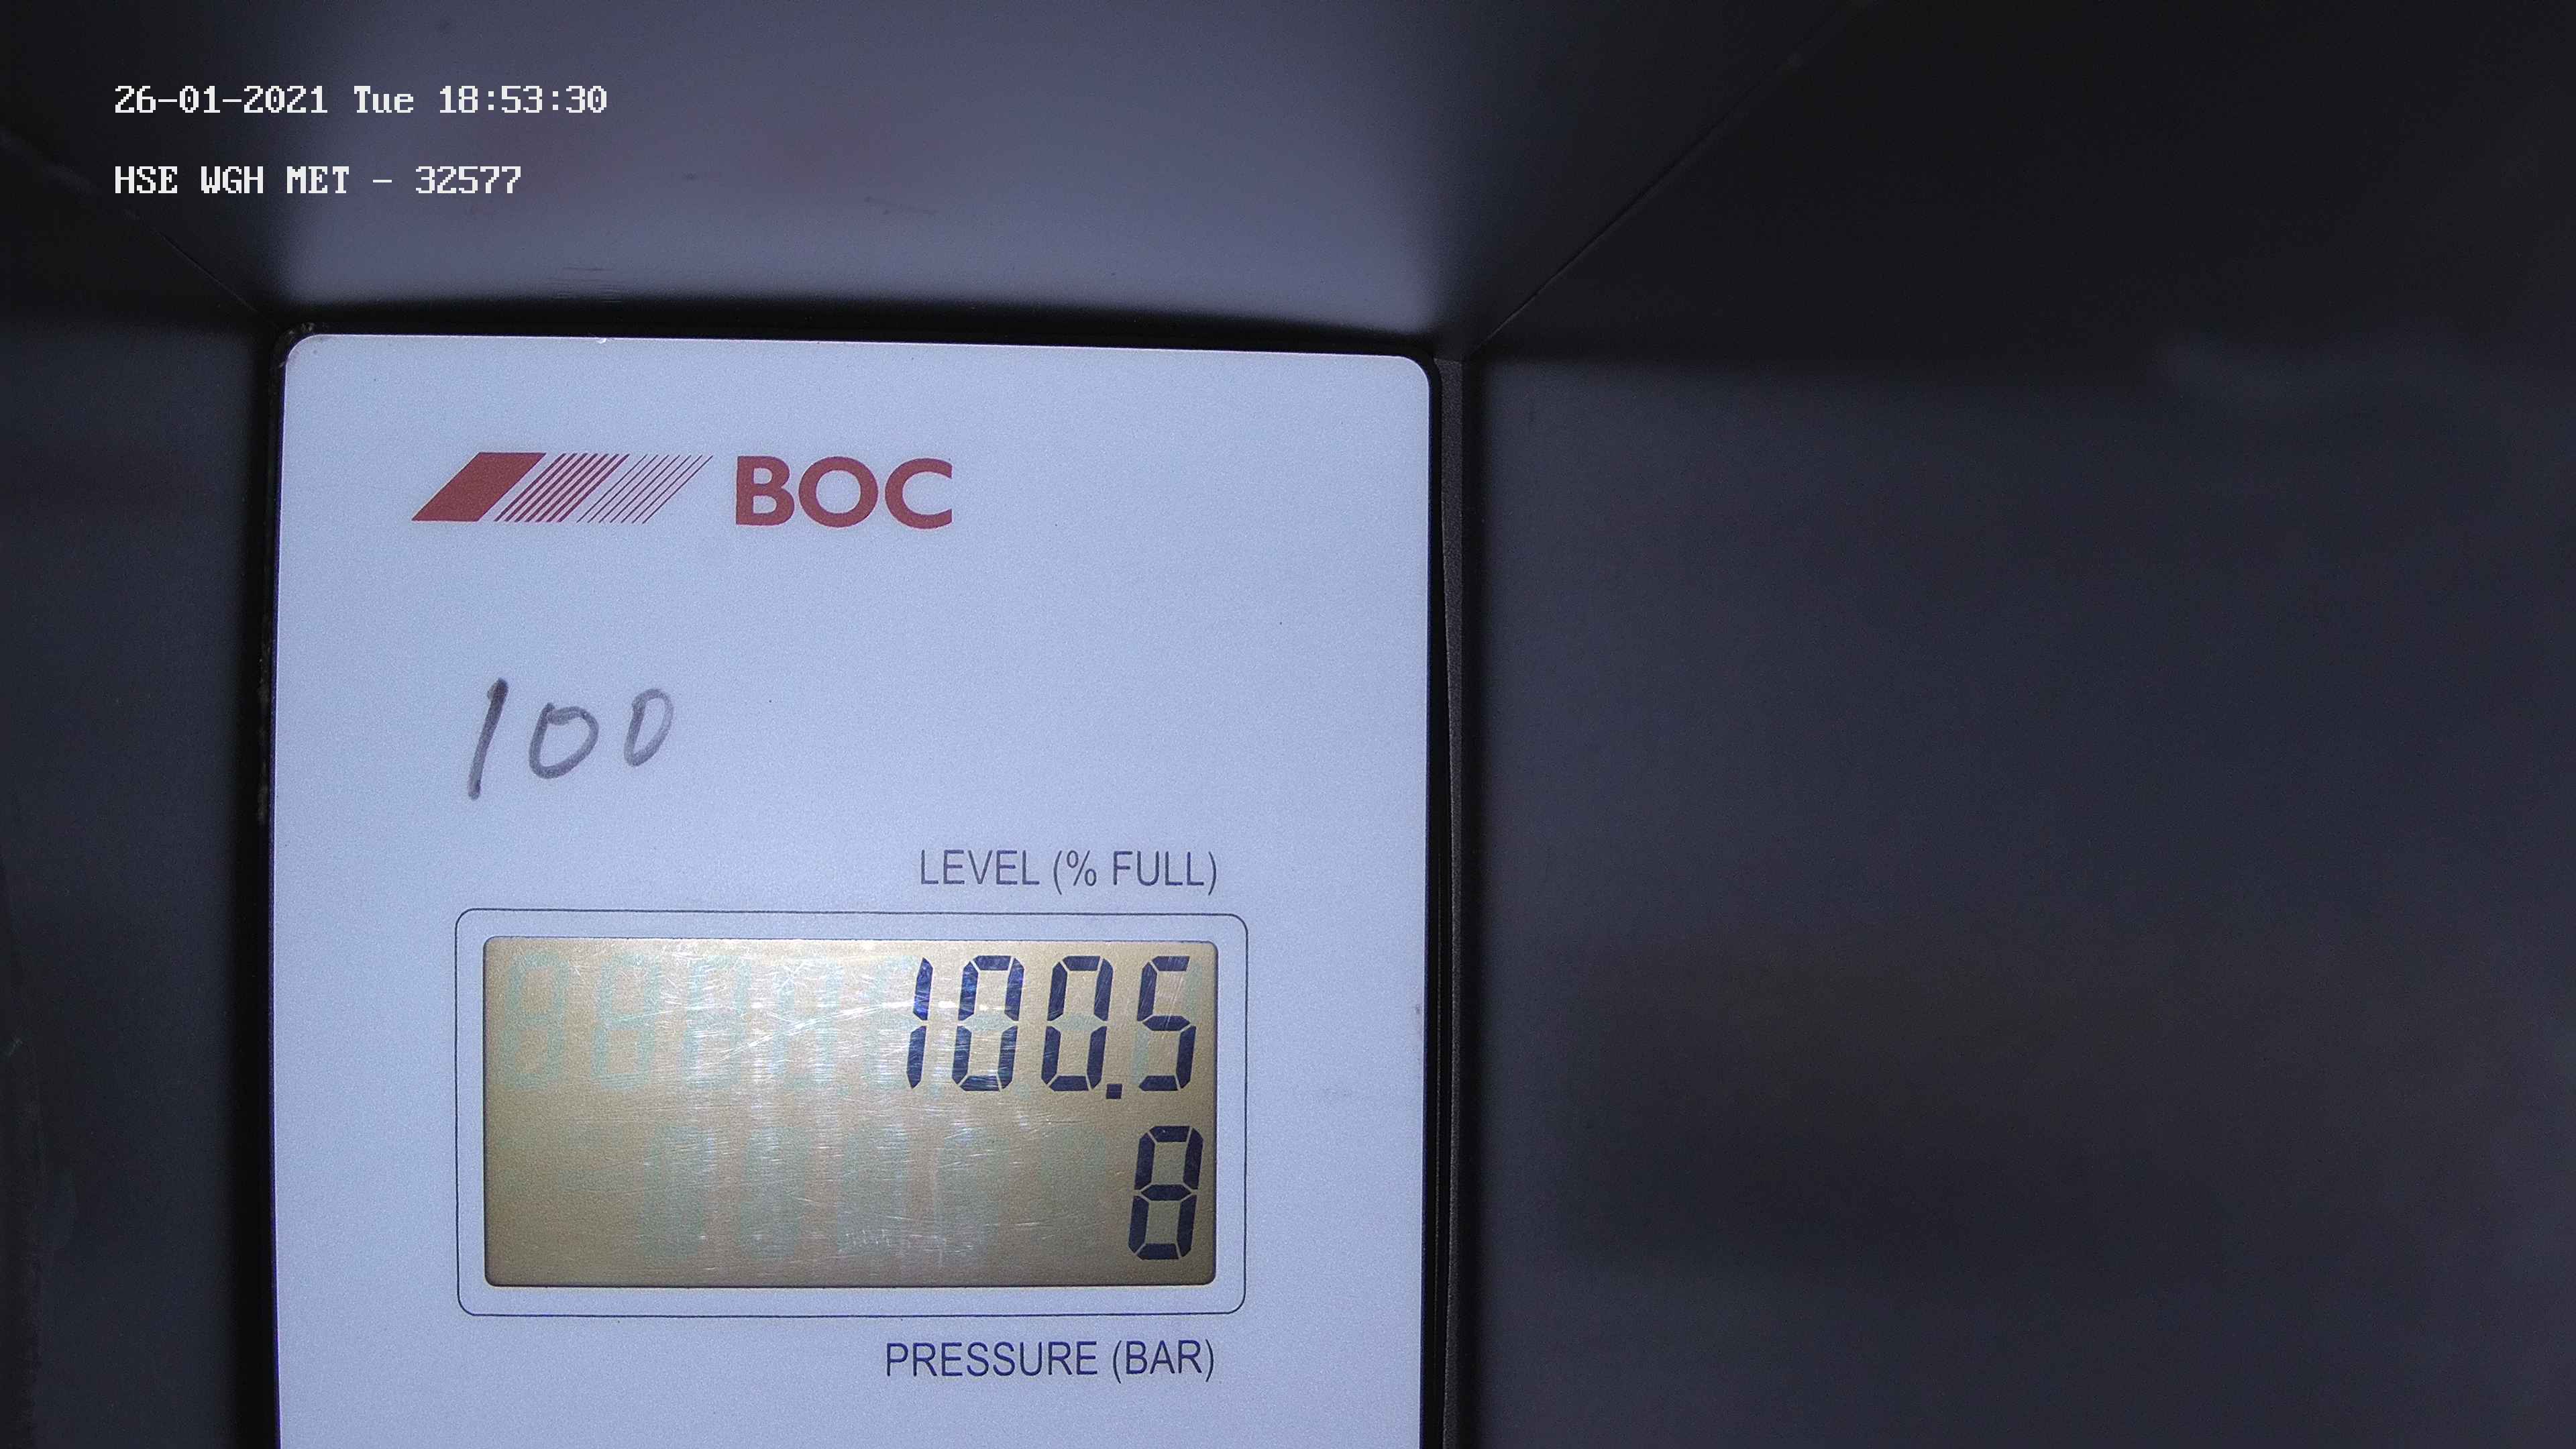 26-01-2021 Tue 18:53:30
HSE WGH MET - 32577
BOC
100
LEVEL (% FULL)
100.5
8
PRESSURE (BAR)